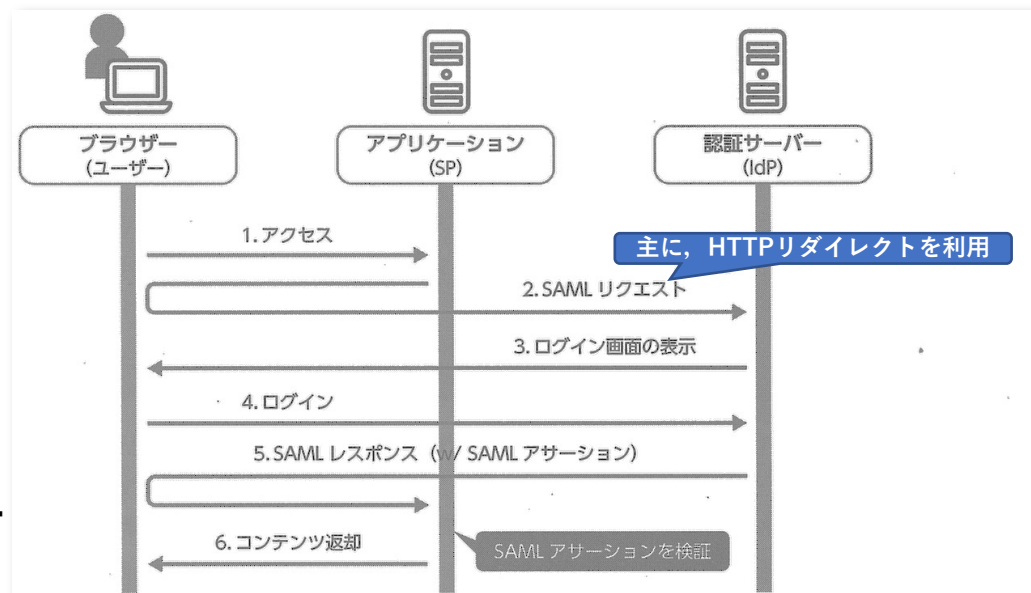 ブラウザー
(ユーザー)
アプリケーション
(SP)
認証サーバー
(IdP)
1.アクセス
主に，HTTPリダイレクトを利用
2.SAML リクエスト
3.ログイン画面の表示
4.ログイン
5.SAML レスポンス（w/ SAML アサーション）
6.コンテンツ返却
SAML アサーションを検証